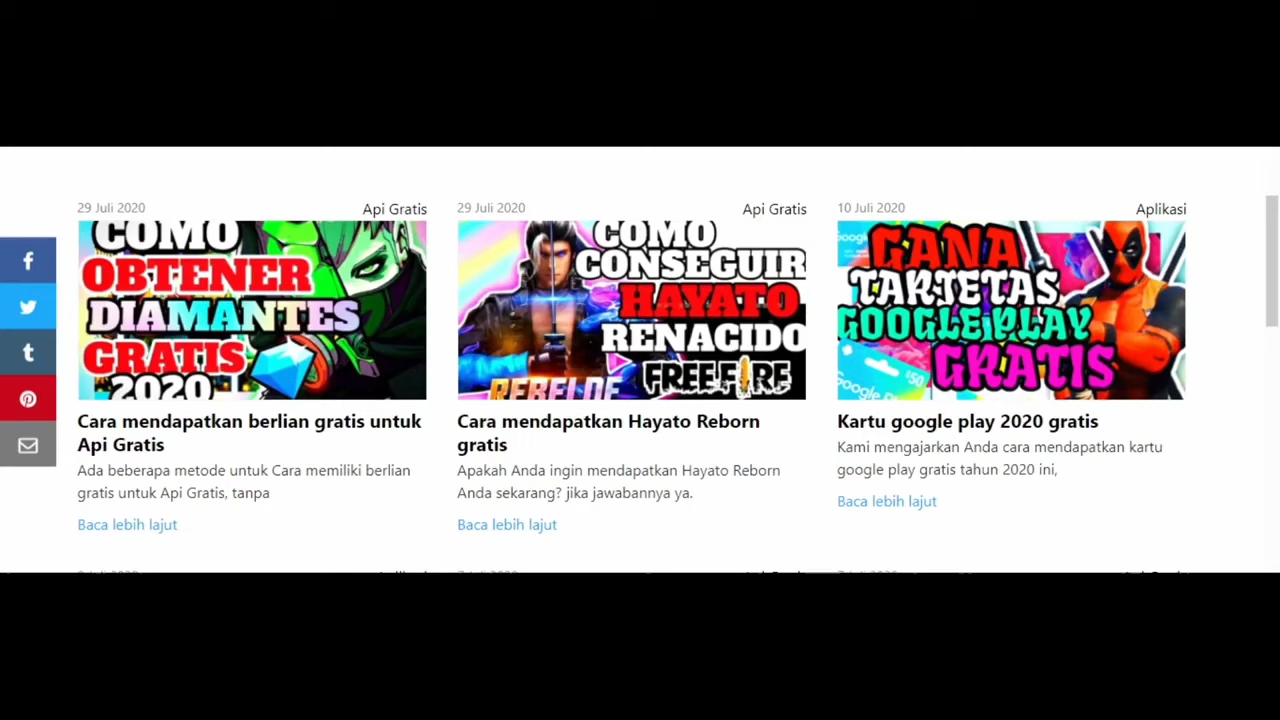 29 Juli 2020
Api Gratis
COMO
OBTENER
DIAMANTES
GRATIS
2020
Cara mendapatkan berlian gratis untuk
Api Gratis
Ada beberapa metode untuk Cara memiliki berlian
gratis untuk Api Gratis, tanpa
Baca lebih lajut
29 Juli 2020
Api Gratis
COMO
CONSEGUIR
HAYATO
RENACIDO
REBELDE
FREE FIRE
Cara mendapatkan Hayato Reborn
gratis
Apakah Anda ingin mendapatkan Hayato Reborn
Anda sekarang? jika jawabannya ya.
Baca lebih lajut
10 Juli 2020
Aplikasi
GANA
TARJETAS
GOOGLE PLAY
GRATIS
Google Play
$50
Kartu google play 2020 gratis
Kami mengajarkan Anda cara mendapatkan kartu
google play gratis tahun 2020 ini,
Baca lebih lajut